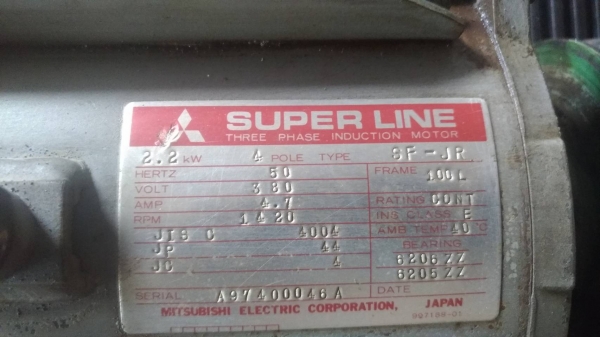 SUPER LINE
THREE PHASE INDUCTION MOTOR
2.2 kW 4 POLE TYPE SF-JR
HERTZ 50 FRAME 100L
VOLT 380
AMP 4.7 RATING CONT
RPM 1420 INS CLASS E
JIS C 4004 AMB TEMP 40°C
JP 44 BEARING
JC 4 6206ZZ
6205ZZ
SERIAL A97400046A DATE
MITSUBISHI ELECTRIC CORPORATION, JAPAN